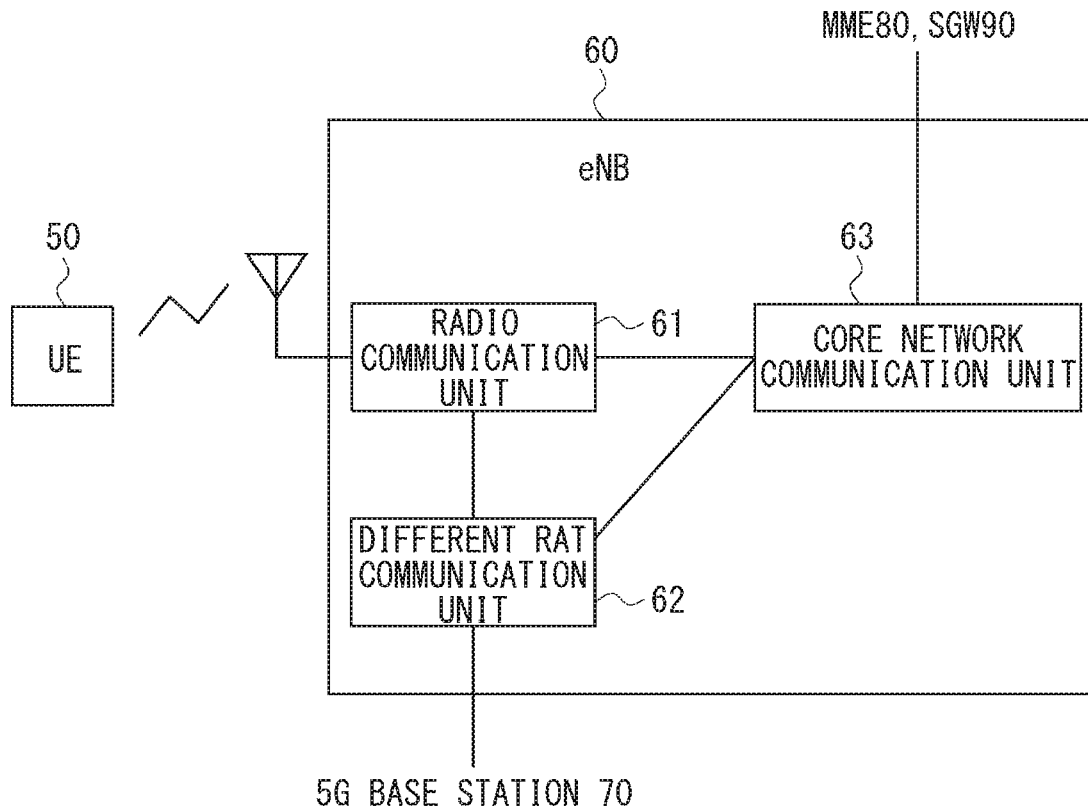 MME80, SGW90
60
eNB
50
63
UE
RADIO
COMMUNICATION
UNIT
61
CORE NETWORK
COMMUNICATION UNIT
DIFFERENT RAT
COMMUNICATION
UNIT
62
5G BASE STATION 70